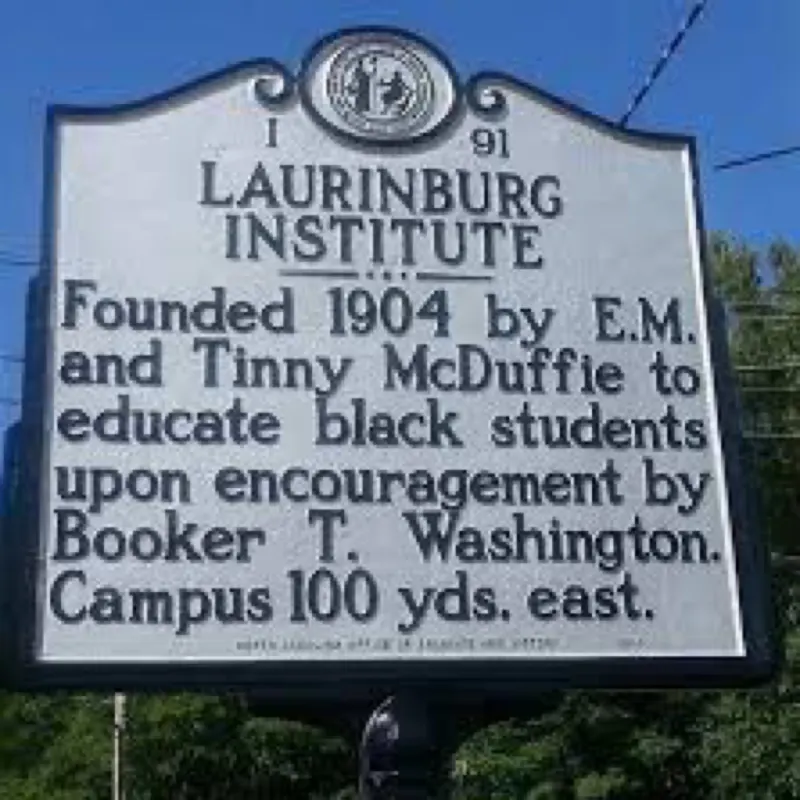 I 91
LAURINBURG
INSTITUTE
Founded 1904 by E.M.
and Tinny McDuffie to
educate black students
upon encouragement by
Booker T. Washington.
Campus 100 yds. east.